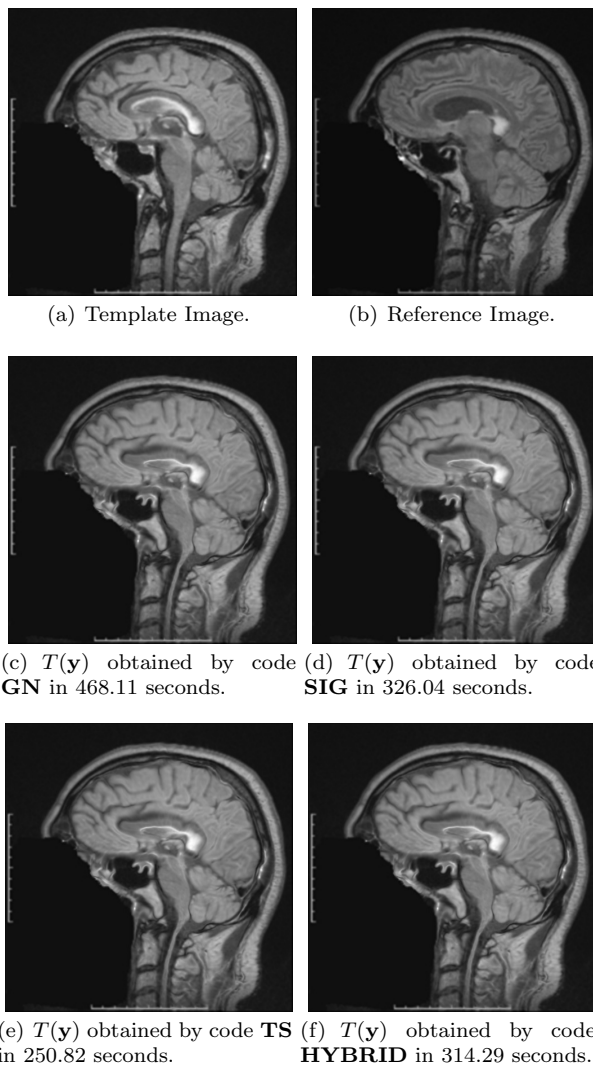 (a) Template Image.
(b) Reference Image.
(c) T(y) obtained by code
GN in 468.11 seconds.
(d) T(y) obtained by code
SIG in 326.04 seconds.
(e) T(y) obtained by code TS
in 250.82 seconds.
(f) T(y) obtained by code
HYBRID in 314.29 seconds.